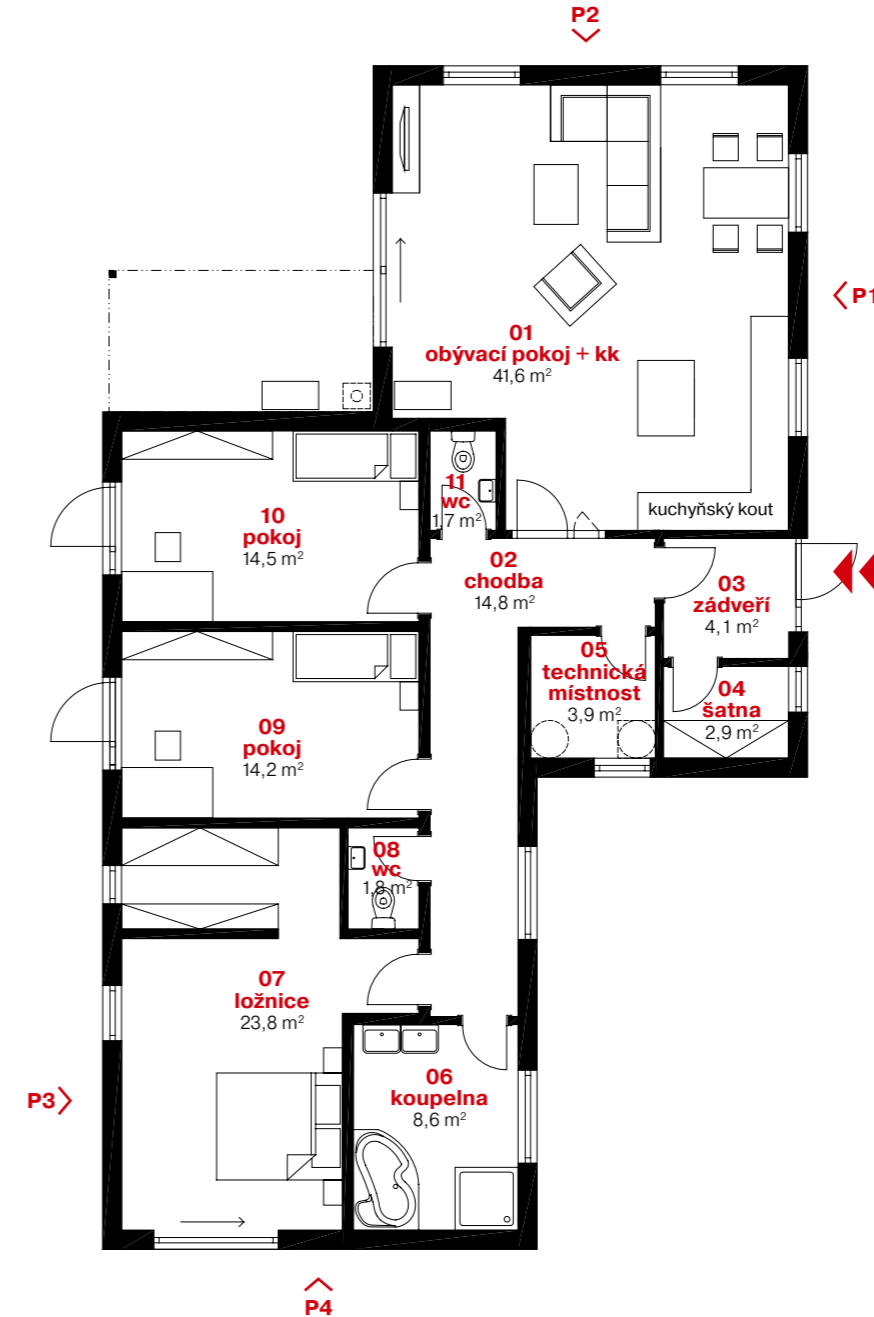 P2
P1
01
obývací pokoj + kk
41,6 m²
kuchyňský kout
11
wc
1,7 m²
10
pokoj
14,5 m²
02
chodba
14,8 m²
03
zádveří
4,1 m²
05
technická
místnost
3,9 m²
04
šatna
2,9 m²
09
pokoj
14,2 m²
08
wc
1,8 m²
07
ložnice
23,8 m²
06
koupelna
8,6 m²
P3
P4